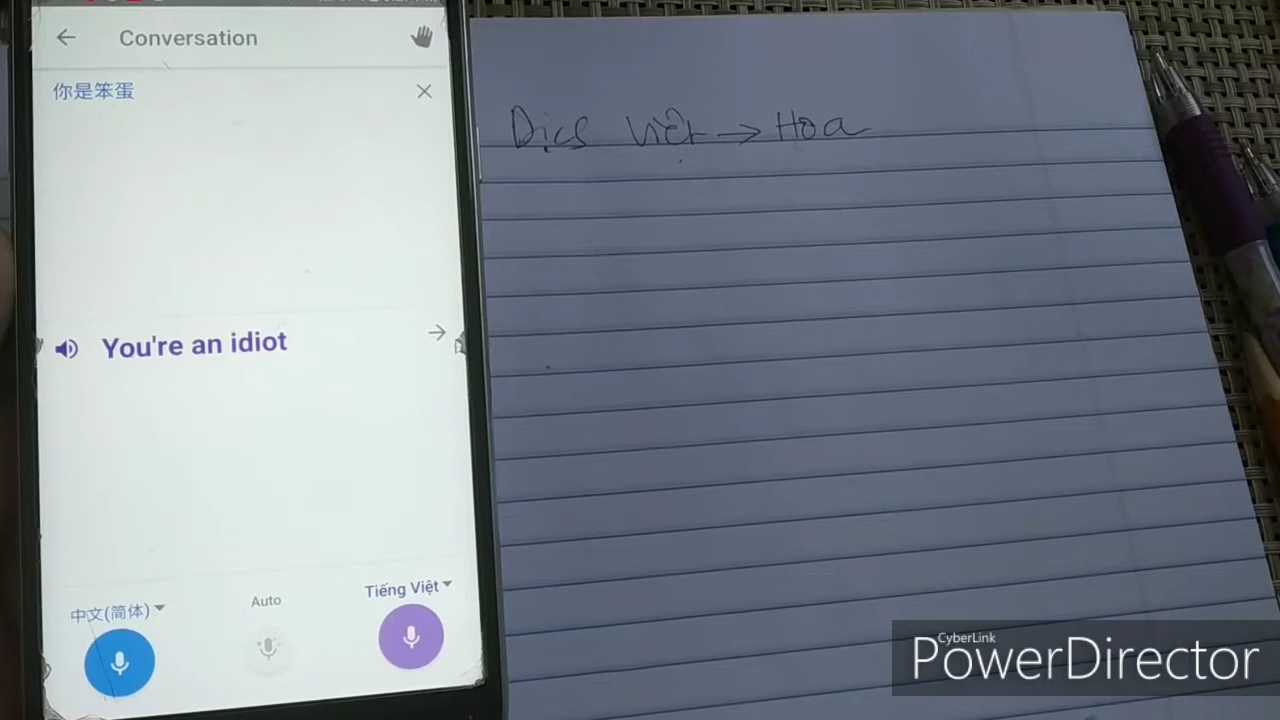 Conversation
你是笨蛋
You're an idiot
中文(简体)
Auto
Tiếng Việt
Dịch Việt → Hoa
CyberLink
PowerDirector